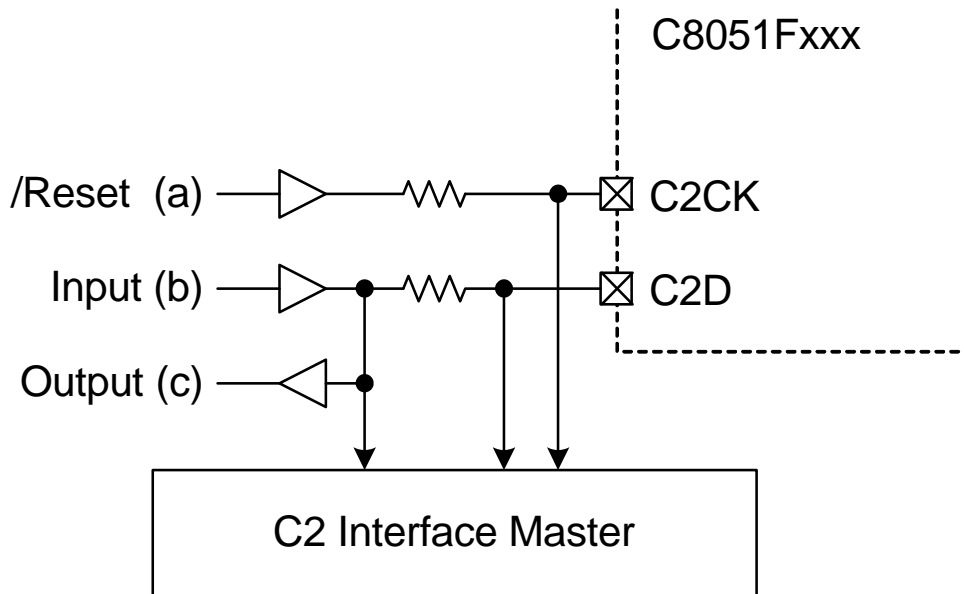 C8051Fxxx
/Reset (a)
C2CK
Input (b)
C2D
Output (c)
C2 Interface Master